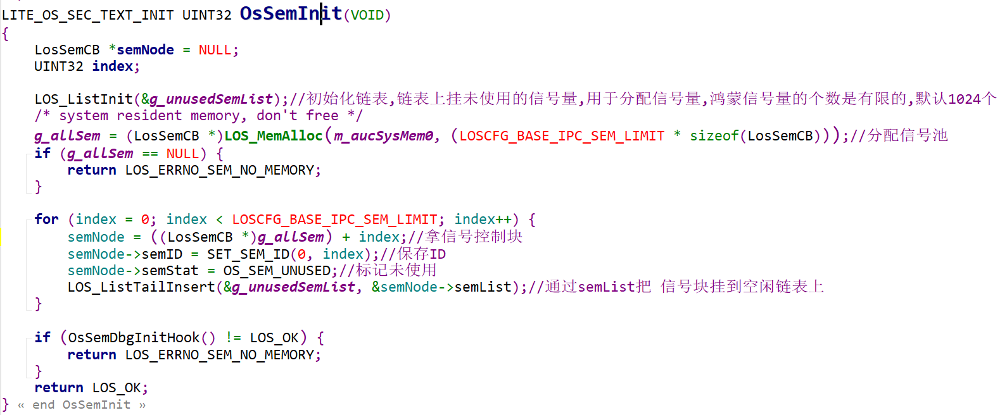 LITE_OS_SEC_TEXT_INIT UINT32 OsSemInit(VOID)
{
    LosSemCB *semNode = NULL;
    UINT32 index;

    LOS_ListInit(&g_unusedSemList);//初始化链表,链表上挂未使用的信号量,用于分配信号量,鸿蒙信号量的个数是有限的,默认1024个
    /* system resident memory, don't free */
    g_allSem = (LosSemCB *)LOS_MemAlloc(m_aucSysMem0, (LOSCFG_BASE_IPC_SEM_LIMIT * sizeof(LosSemCB)));//分配信号池
    if (g_allSem == NULL) {
        return LOS_ERRNO_SEM_NO_MEMORY;
    }

    for (index = 0; index < LOSCFG_BASE_IPC_SEM_LIMIT; index++) {
        semNode = ((LosSemCB *)g_allSem) + index;//拿信号控制块
        semNode->semID = SET_SEM_ID(0, index);//保存ID
        semNode->semStat = OS_SEM_UNUSED;//标记未使用
        LOS_ListTailInsert(&g_unusedSemList, &semNode->semList);//通过semList把 信号块挂到空闲链表上
    }

    if (OsSemDbgInitHook() != LOS_OK) {
        return LOS_ERRNO_SEM_NO_MEMORY;
    }
    return LOS_OK;
} « end OsSemInit »